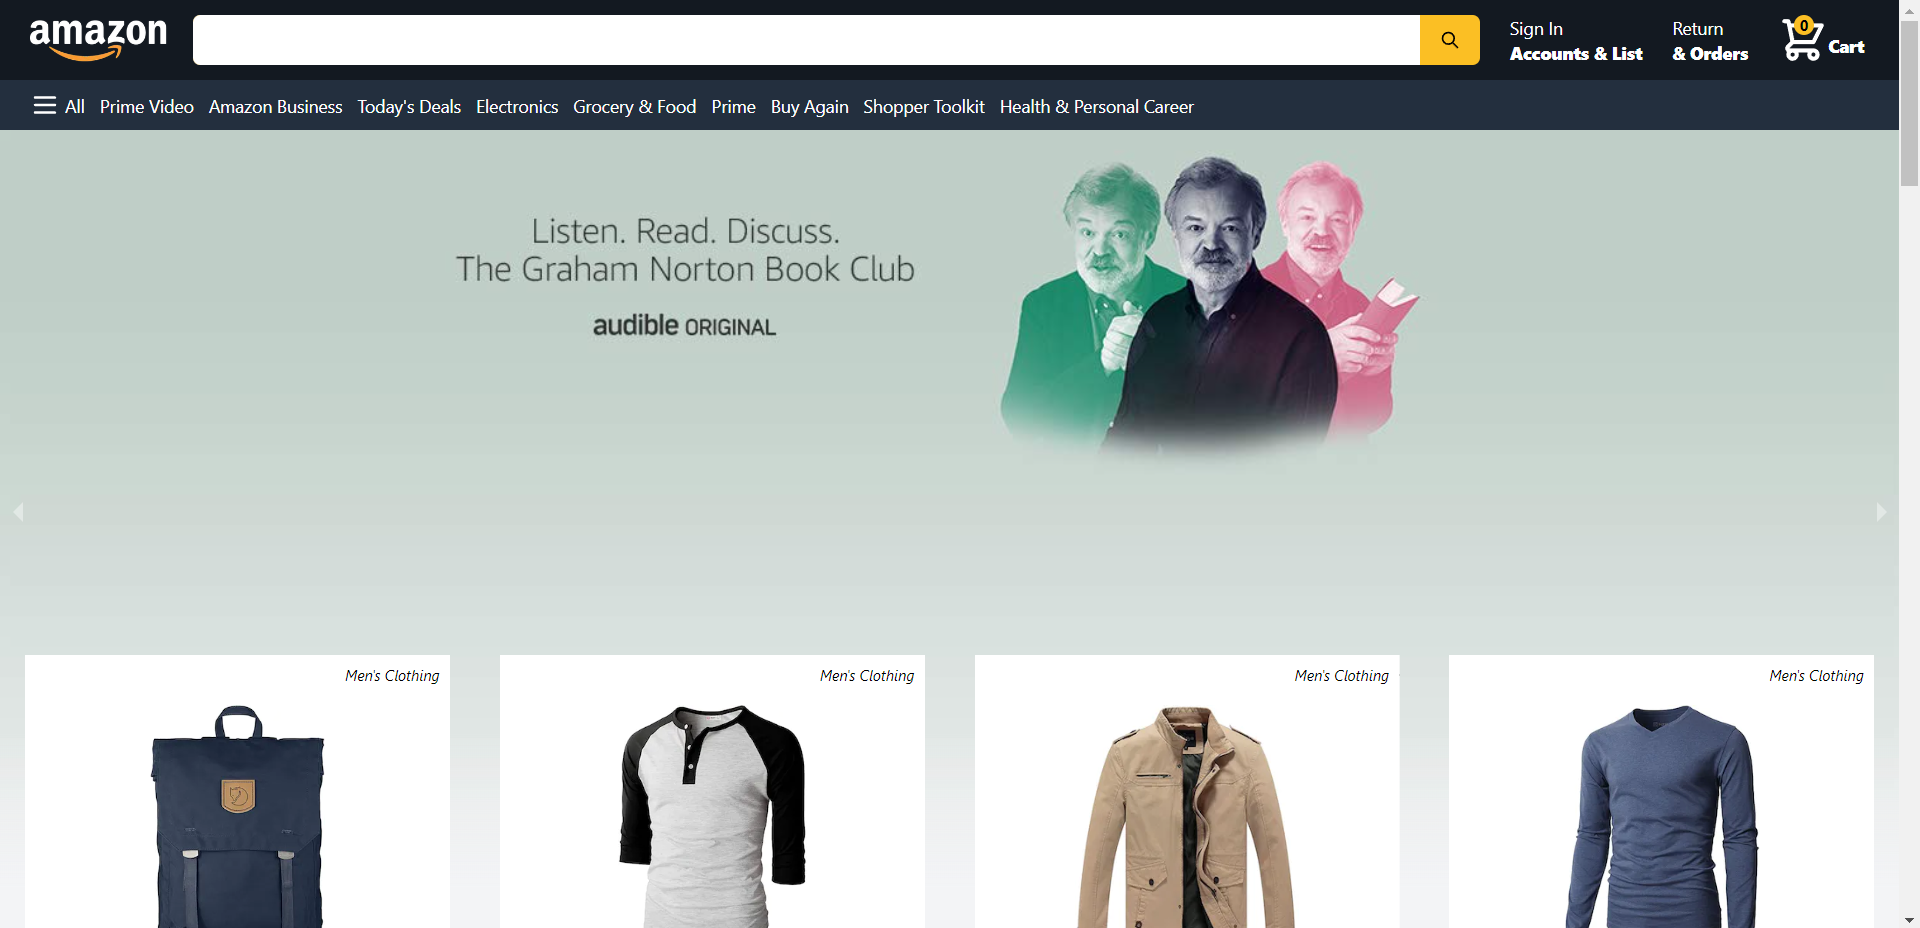 amazon
Sign In
Accounts & List
Return
& Orders
0
Cart
All Prime Video Amazon Business Today's Deals Electronics Grocery & Food Prime Buy Again Shopper Toolkit Health & Personal Career
Listen. Read. Discuss.
The Graham Norton Book Club
audible ORIGINAL
Men's Clothing
Men's Clothing
Men's Clothing
Men's Clothing